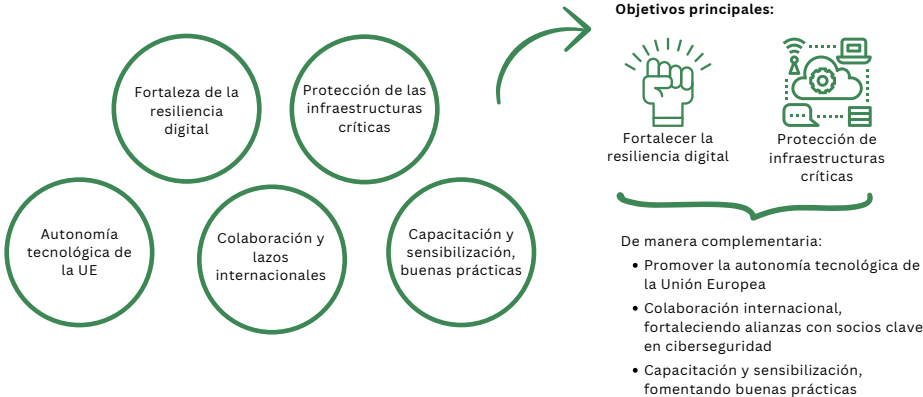 Fortaleza de la
resiliencia
digital
Protección de las
infraestructuras
críticas
Autonomía
tecnológica de
la UE
Colaboración y
lazos
internacionales
Capacitación y
sensibilización,
buenas prácticas
Objetivos principales:
Fortalecer la
resiliencia digital
Protección de
infraestructuras
críticas
De manera complementaria:
• Promover la autonomía tecnológica de
la Unión Europea
• Colaboración internacional,
fortaleciendo alianzas con socios clave
en ciberseguridad
• Capacitación y sensibilización,
fomentando buenas prácticas